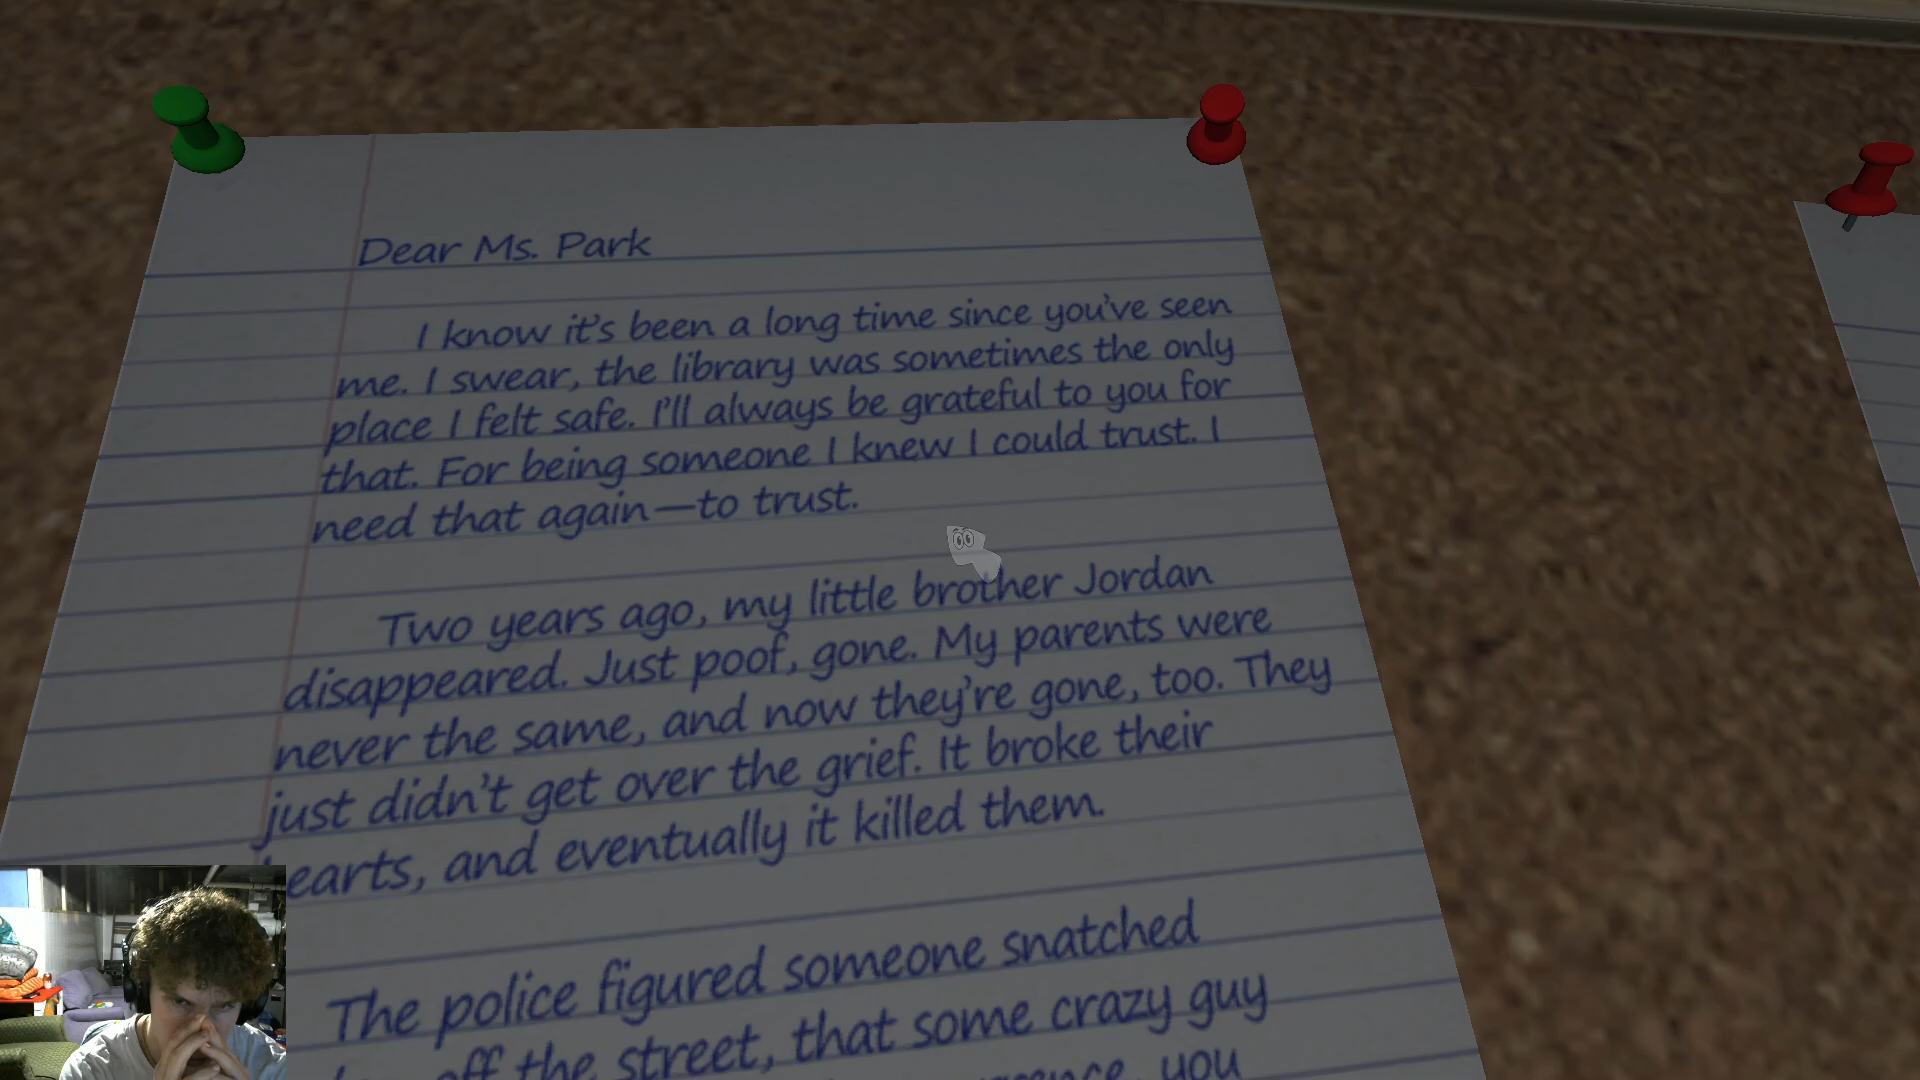 Dear Ms. Park
I know it's been a long time since you've seen
me. I swear, the library was sometimes the only
place I felt safe. I'll always be grateful to you for
that. For being someone I knew I could trust. I
need that again—to trust.
Two years ago, my little brother Jordan
disappeared. Just poof, gone. My parents were
never the same, and now they're gone, too. They
just didn't get over the grief. It broke their
earts, and eventually it killed them.
The police figured someone snatched
off the street, that some crazy guy
you